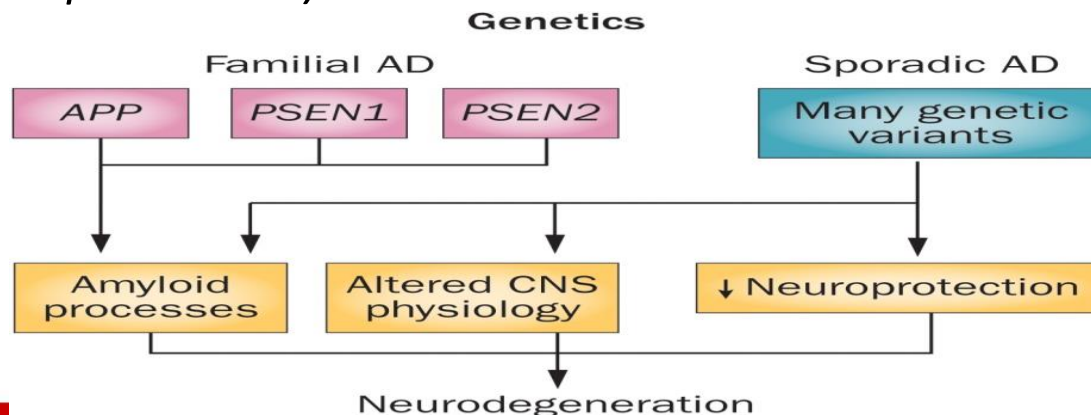 Genetics
Familial AD
Sporadic AD
APP
PSEN1
PSEN2
Many genetic
variants
Amyloid
processes
Altered CNS
physiology
↓ Neuroprotection
Neurodegeneration